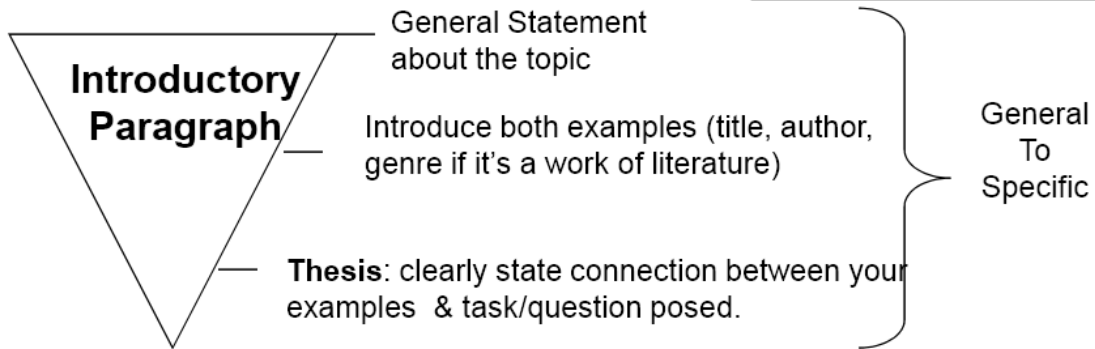 General Statement
about the topic
Introductory
Paragraph
Introduce both examples (title, author,
genre if it's a work of literature)
Thesis: clearly state connection between your
examples & task/question posed.
General
To
Specific